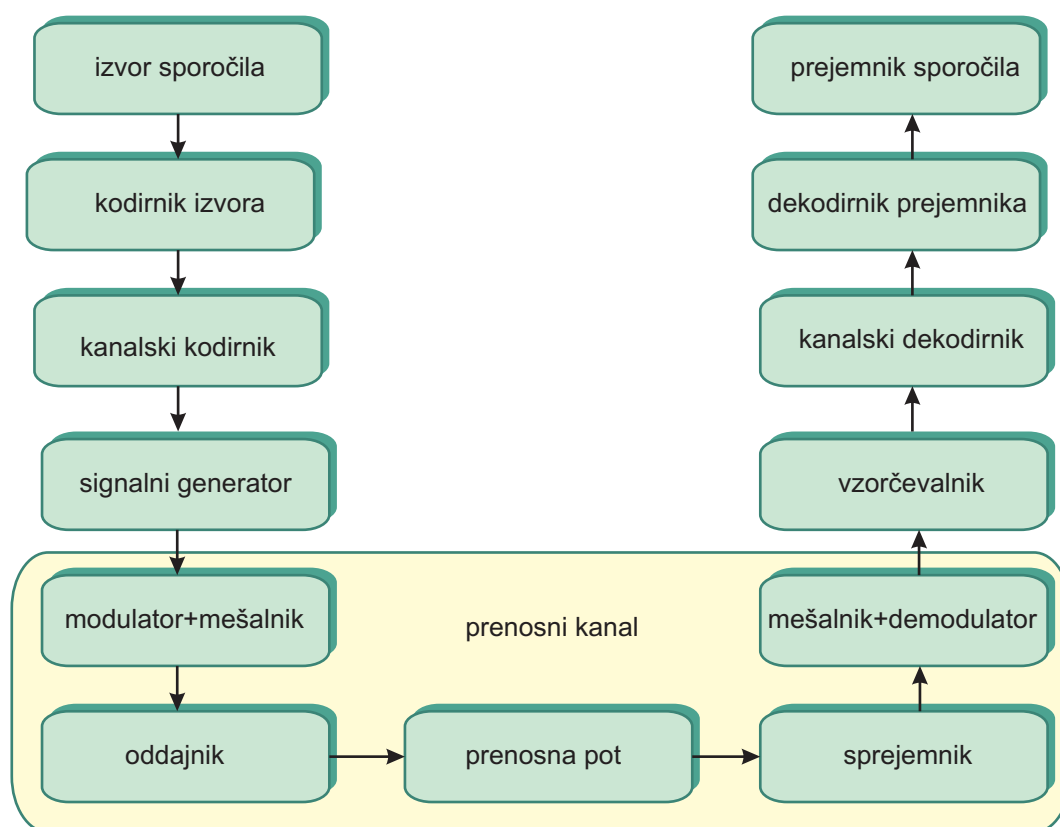 izvor sporočila
prejemnik sporočila
kodirnik izvora
dekodirnik prejemnika
kanalski kodirnik
kanalski dekodirnik
signalni generator
vzorčevalnik
modulator+mešalnik
prenosni kanal
mešalnik+demodulator
oddajnik
prenosna pot
sprejemnik